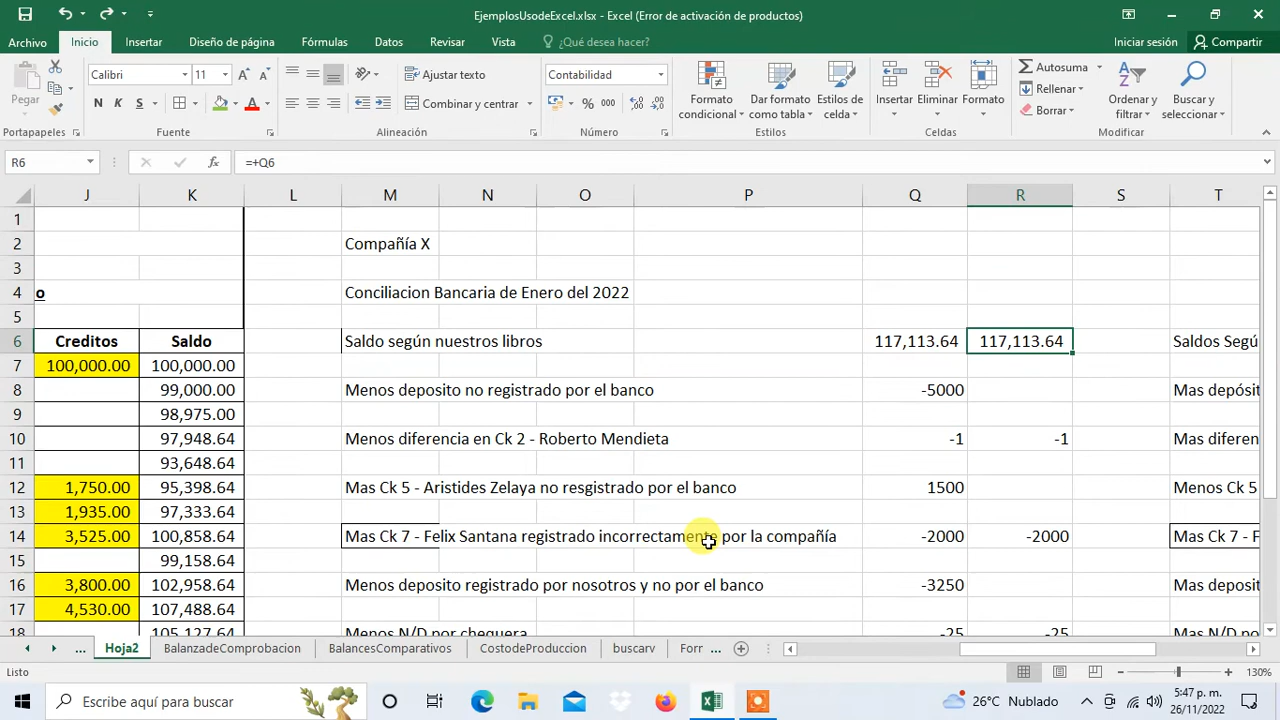 EjemplosUsodeExcel.xlsx - Excel (Error de activación de productos)
Archivo Inicio Insertar Diseño de página Fórmulas Datos Revisar Vista ¿Qué desea hacer? Iniciar sesión Compartir
Pegar
Portapapeles
Calibri 11
N K S
Fuente
Ajustar texto
Combinar y centrar
Alineación
Contabilidad
% 000
Número
Formato condicional
Dar formato como tabla
Estilos de celda
Estilos
Insertar Eliminar Formato
Celdas
Autosuma
Rellenar
Borrar
Ordenar y filtrar
Buscar y seleccionar
Modificar
R6 fx =+Q6
J K L M N O P Q R S T
1
2 Compañía X
3
4 o Conciliacion Bancaria de Enero del 2022
5
6 Creditos Saldo Saldo según nuestros libros 117,113.64 117,113.64 Saldos Segú
7 100,000.00 100,000.00
8 99,000.00 Menos deposito no registrado por el banco -5000 Mas depósit
9 98,975.00
10 97,948.64 Menos diferencia en Ck 2 - Roberto Mendieta -1 -1 Mas diferen
11 93,648.64
12 1,750.00 95,398.64 Mas Ck 5 - Aristides Zelaya no resgistrado por el banco 1500 Menos Ck 5
13 1,935.00 97,333.64
14 3,525.00 100,858.64 Mas Ck 7 - Felix Santana registrado incorrectamente por la compañía -2000 -2000 Mas Ck 7 - F
15 99,158.64
16 3,800.00 102,958.64 Menos deposito registrado por nosotros y no por el banco -3250 Mas deposit
17 4,530.00 107,488.64
18 105,127.64 Menos N/D por chequera -25 -25 Mas N/D po
... Hoja2 BalanzadeComprobacion BalancesComparativos CostodeProduccion buscarv Forr ...
Listo 130%
Escribe aquí para buscar 26°C Nublado 5:47 p. m.
26/11/2022